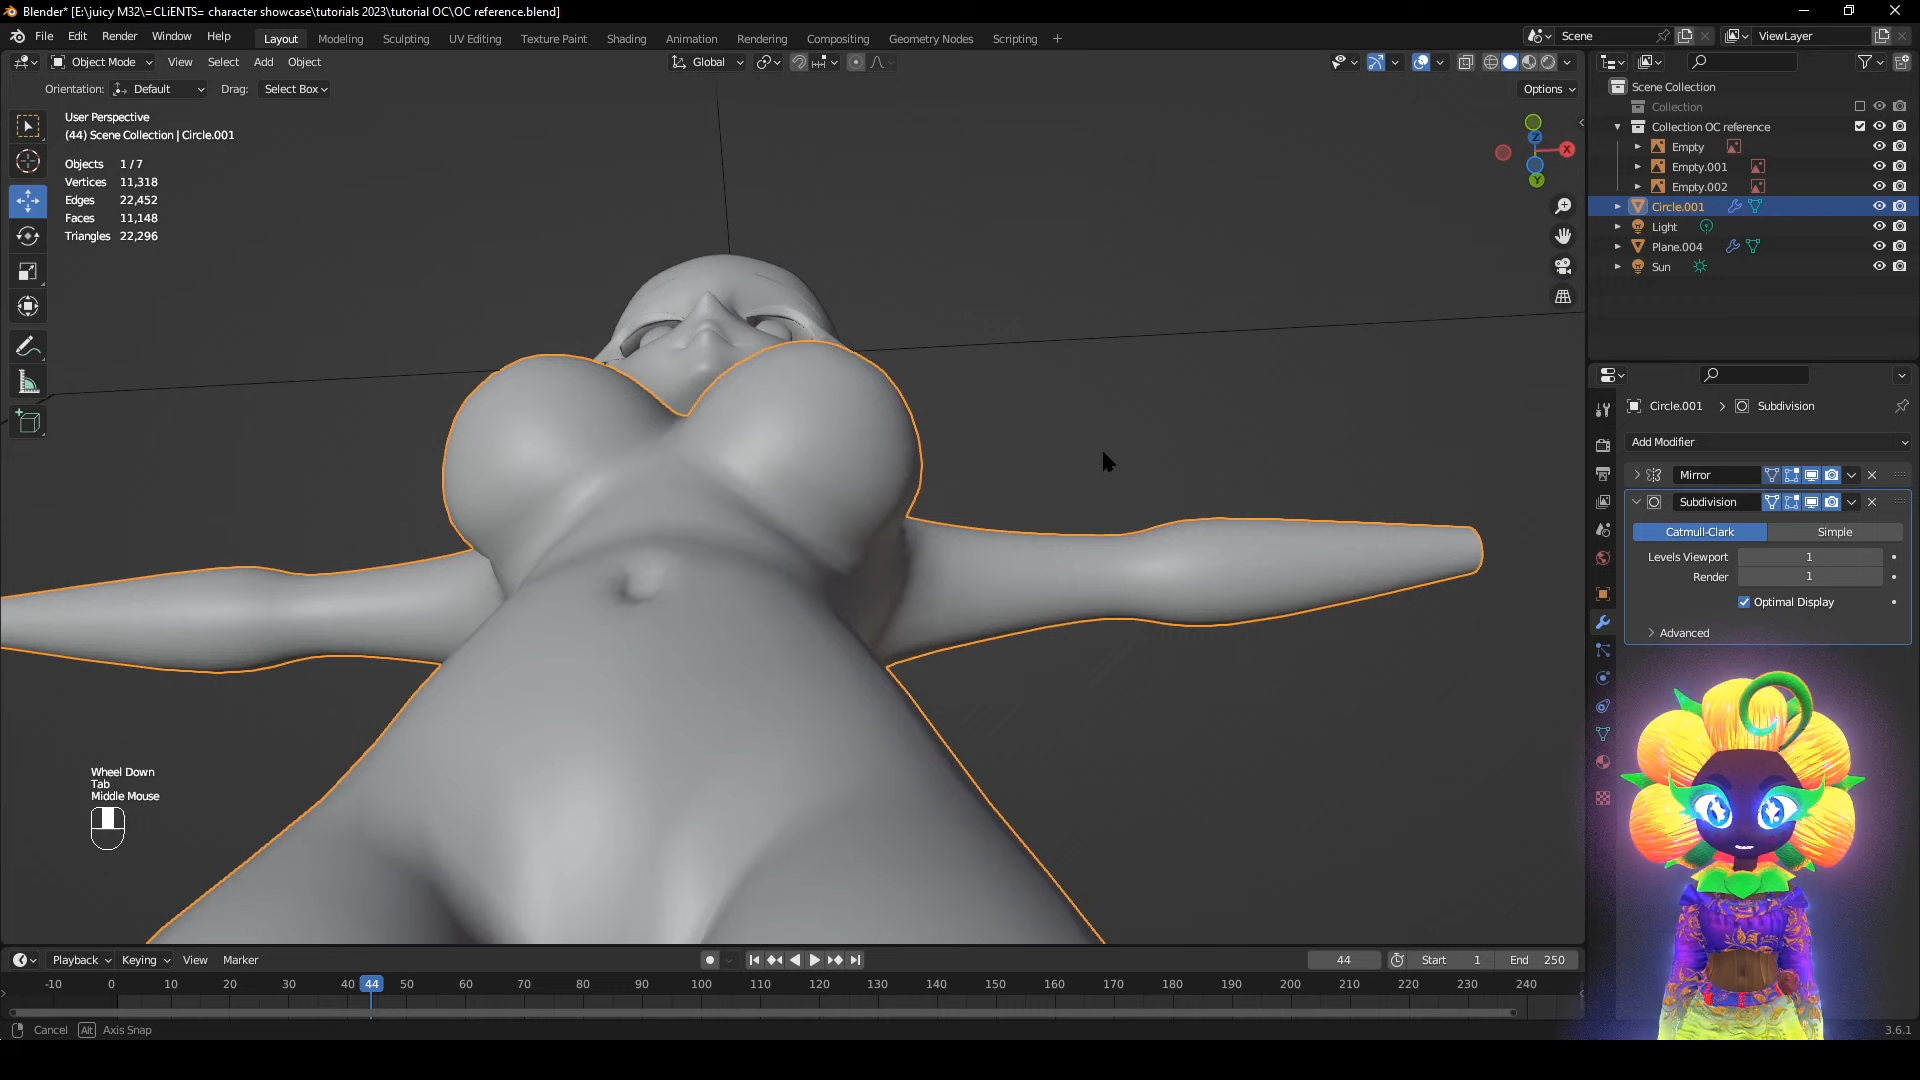 Blender* [E:\juicy M32\=CLiENTS= character showcase\tutorials 2023\tutorial OC\OC reference.blend]
File Edit Render Window Help Layout Modeling Sculpting UV Editing Texture Paint Shading Animation Rendering Compositing Geometry Nodes Scripting + Scene ViewLayer
Object Mode View Select Add Object Global
Orientation: Default Drag: Select Box Options
User Perspective
(44) Scene Collection | Circle.001
Objects 1/7
Vertices 11,318
Edges 22,452
Faces 11,148
Triangles 22,296
Z
X
Y
Scene Collection
Collection
Collection OC reference
Empty
Empty.001
Empty.002
Circle.001
Light
Plane.004
Sun
Circle.001 > Subdivision
Add Modifier
Mirror
Subdivision
Catmull-Clark Simple
Levels Viewport 1
Render 1
Optimal Display
Advanced
Wheel Down
Tab
Middle Mouse
Playback Keying View Marker 44 Start 1 End 250
-10 0 10 20 30 40 44 50 60 70 80 90 100 110 120 130 140 150 160 170 180 190 200 210 220 230 240
Cancel Alt Axis Snap 3.6.1